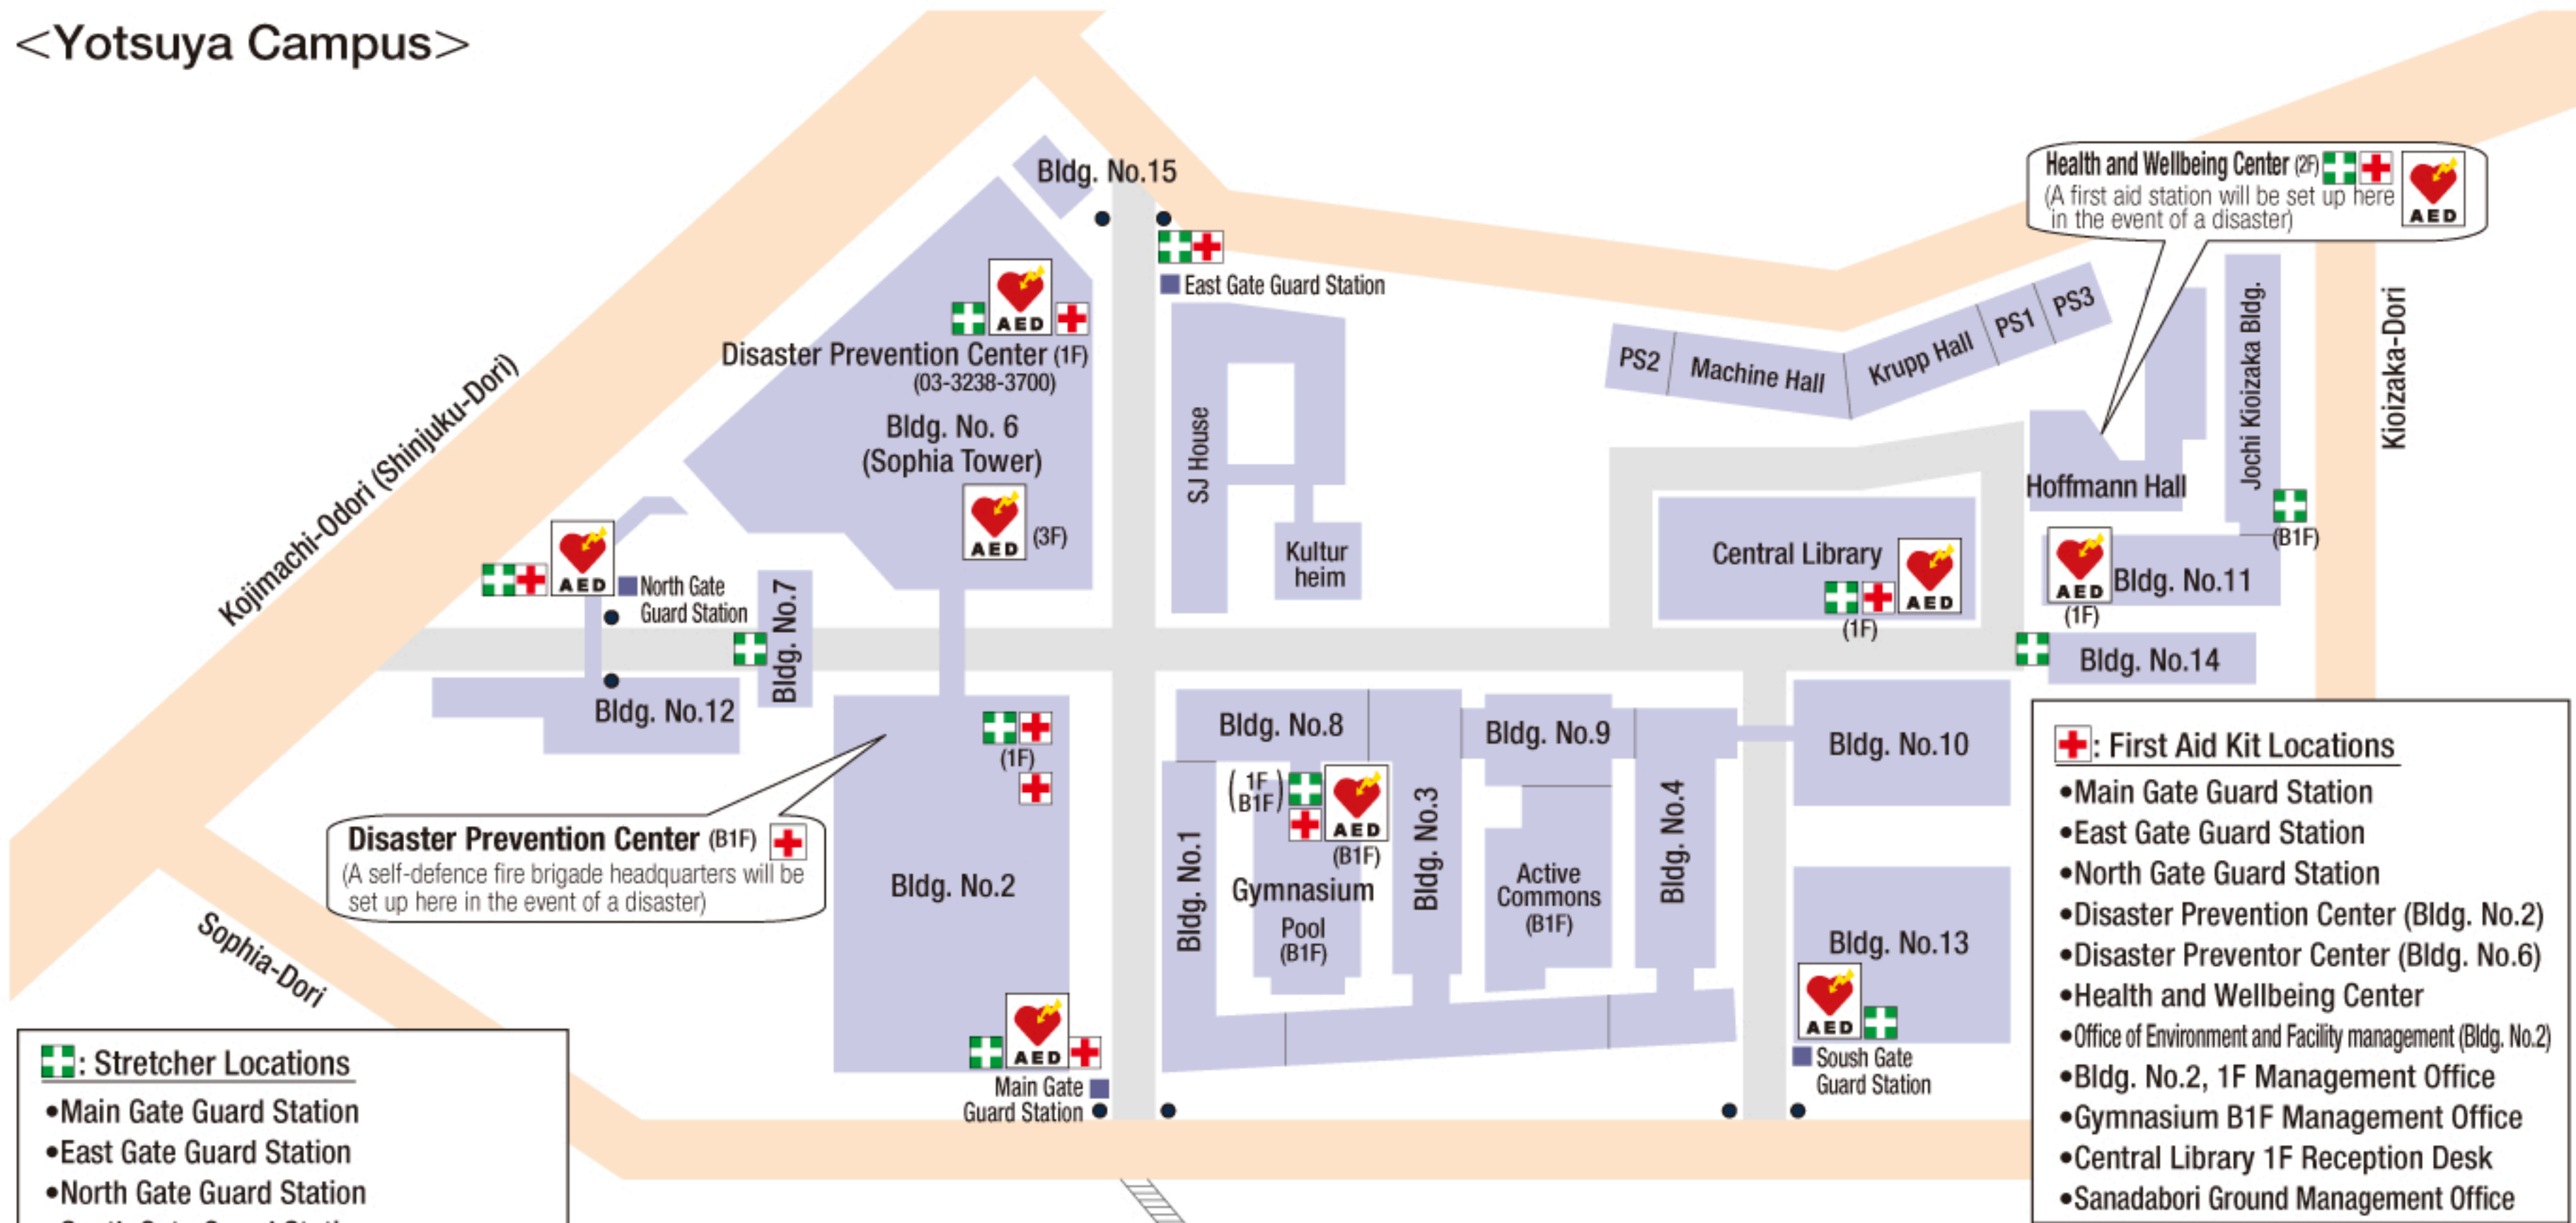 <Yotsuya Campus>
Bldg. No.15
Health and Wellbeing Center (2F)
(A first aid station will be set up here
in the event of a disaster)
AED
East Gate Guard Station
AED
Disaster Prevention Center (1F)
(03-3238-3700)
Bldg. No. 6
(Sophia Tower)
AED (3F)
Kojimachi-Odori (Shinjuku-Dori)
SJ House
Kultur
heim
PS2
Machine Hall
Krupp Hall
PS1
PS3
Hoffmann Hall
Jochi Kioizaka Bldg.
Kioizaka-Dori
(B1F)
AED
North Gate
Guard Station
Bldg. No.7
Central Library
AED
(1F)
AED
(1F)
Bldg. No.11
Bldg. No.14
Bldg. No.12
(1F)
Bldg. No.2
Disaster Prevention Center (B1F)
(A self-defence fire brigade headquarters will be
set up here in the event of a disaster)
Sophia-Dori
Bldg. No.8
(1F
B1F)
AED
(B1F)
Gymnasium
Pool
(B1F)
Bldg. No.1
Bldg. No.3
Bldg. No.9
Active
Commons
(B1F)
Bldg. No.4
Bldg. No.10
Bldg. No.13
AED
Soush Gate
Guard Station
AED
Main Gate
Guard Station
: Stretcher Locations
•Main Gate Guard Station
•East Gate Guard Station
•North Gate Guard Station
: First Aid Kit Locations
•Main Gate Guard Station
•East Gate Guard Station
•North Gate Guard Station
•Disaster Prevention Center (Bldg. No.2)
•Disaster Preventor Center (Bldg. No.6)
•Health and Wellbeing Center
•Office of Environment and Facility management (Bldg. No.2)
•Bldg. No.2, 1F Management Office
•Gymnasium B1F Management Office
•Central Library 1F Reception Desk
•Sanadabori Ground Management Office